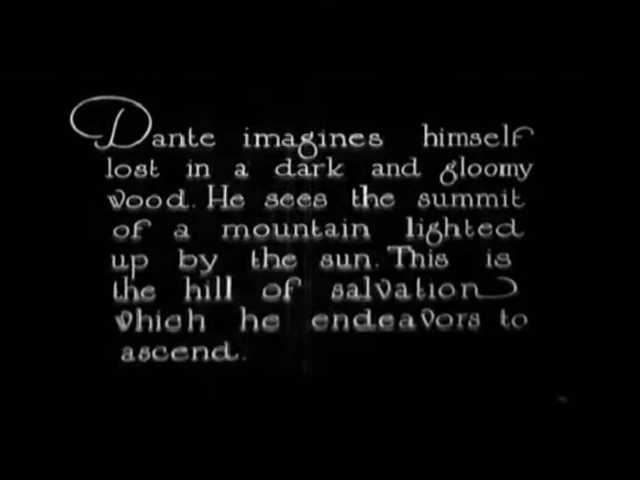 Dante imagines himself
lost in a dark and gloomy
wood. He sees the summit
of a mountain lighted
up by the sun. This is
the hill of salvation
which he endeavors to
ascend.